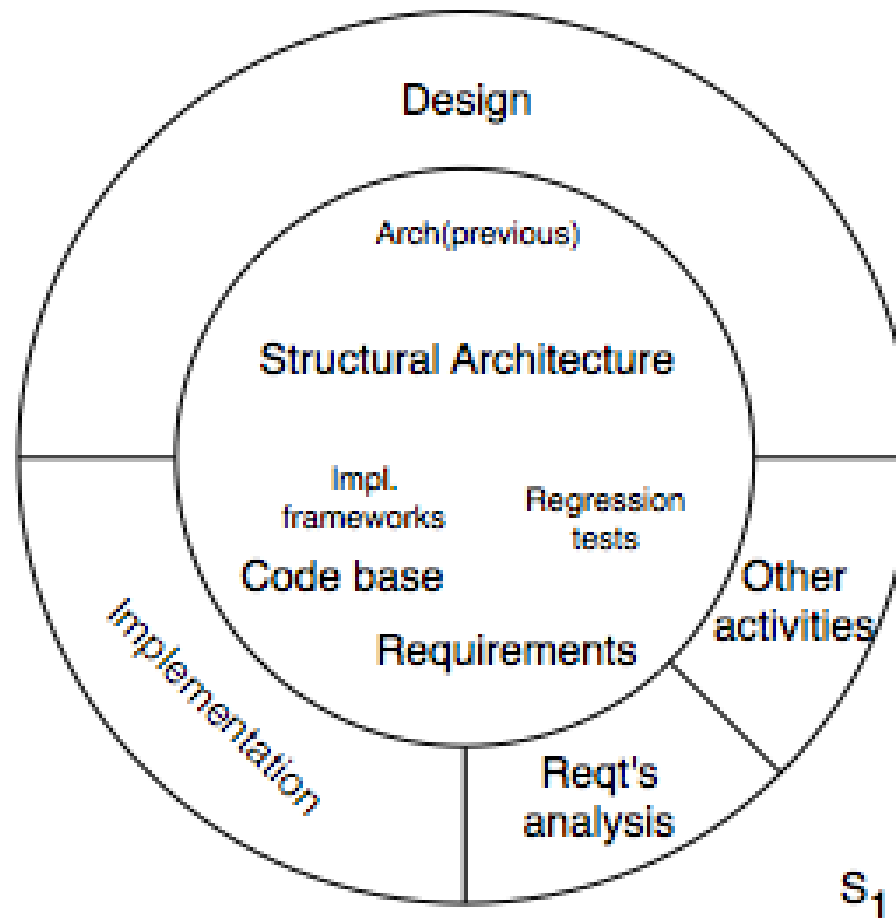 Design
Arch(previous)
Structural Architecture
Impl.
frameworks
Regression
tests
Code base
Other
activities
Implementation
Requirements
Reqt's
analysis
S₁